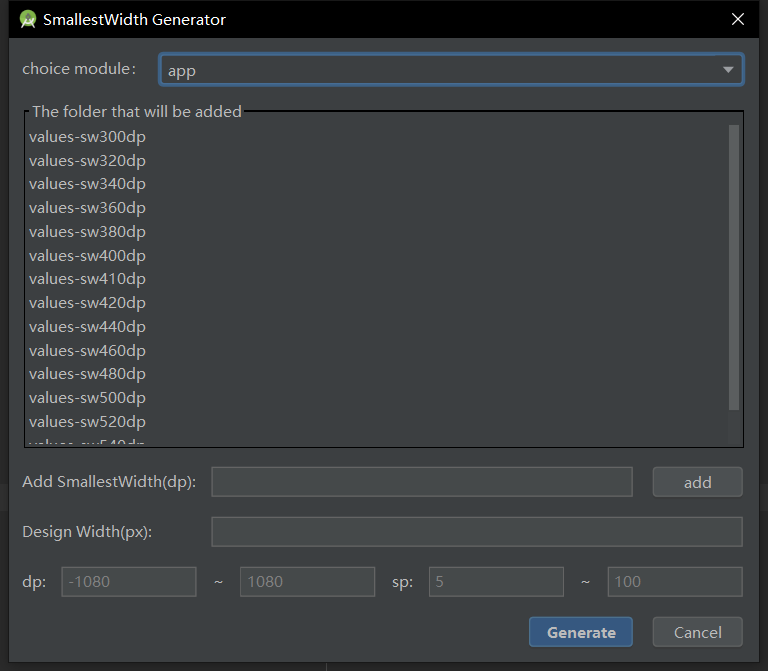 SmallestWidth Generator
choice module:
app
The folder that will be added
values-sw300dp
values-sw320dp
values-sw340dp
values-sw360dp
values-sw380dp
values-sw400dp
values-sw410dp
values-sw420dp
values-sw440dp
values-sw460dp
values-sw480dp
values-sw500dp
values-sw520dp
values-sw540dp
Add SmallestWidth(dp):
add
Design Width(px):
dp: -1080 ~ 1080 sp: 5 ~ 100
Generate Cancel